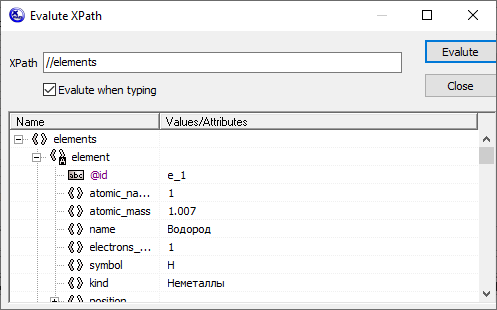 Evalute XPath
XPath //elements Evalute
Evalute when typing Close
Name Values/Attributes
elements
element
abc @id e_1
atomic_na... 1
atomic_mass 1.007
name Водород
electrons_... 1
symbol H
kind Неметаллы
position